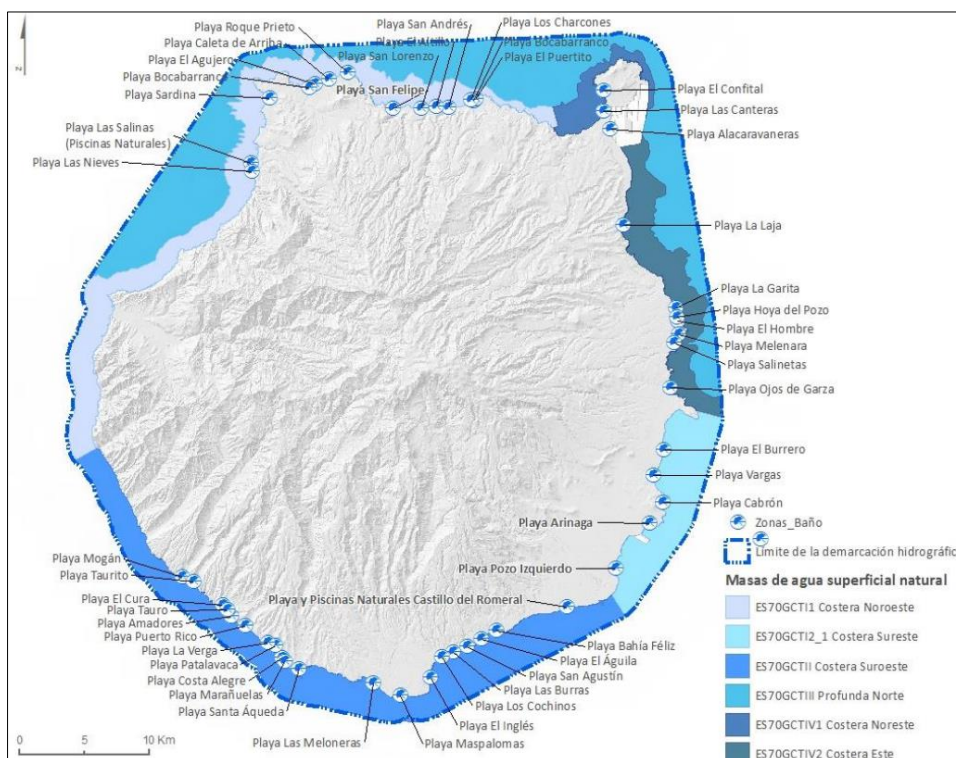 Playa San Andrés
Playa Los Charcones
Playa Roque Prieto
Playa El Altillo
Playa Bocabarranco
Playa Caleta de Arriba
Playa San Lorenzo
Playa El Puertito
Playa El Agujero
Playa Bocabarranco
Playa San Felipe
Playa Sardina
Playa El Confital
Playa Las Canteras
Playa Alacaravaneras
Playa Las Salinas
(Piscinas Naturales)
Playa Las Nieves
Playa La Laja
Playa La Garita
Playa Hoya del Pozo
Playa El Hombre
Playa Melenara
Playa Salinetas
Playa Ojos de Garza
Playa El Burrero
Playa Vargas
Playa Cabrón
Playa Arinaga
Playa Pozo Izquierdo
Playa y Piscinas Naturales Castillo del Romeral
Playa Mogán
Playa Taurito
Playa El Cura
Playa Tauro
Playa Amadores
Playa Puerto Rico
Playa La Verga
Playa Patalavaca
Playa Costa Alegre
Playa Marañuelas
Playa Santa Áqueda
Playa Las Meloneras
Playa Maspalomas
Playa El Inglés
Playa Los Cochinos
Playa Las Burras
Playa San Agustín
Playa El Águila
Playa Bahía Féliz
Zonas_Baño
Límite de la demarcación hidrográfic
Masas de agua superficial natural
ES70GCTI1 Costera Noroeste
ES70GCTI2_1 Costera Sureste
ES70GCTII Costera Suroeste
ES70GCTIII Profunda Norte
ES70GCTIV1 Costera Noreste
ES70GCTIV2 Costera Este
0 5 10 Km
N